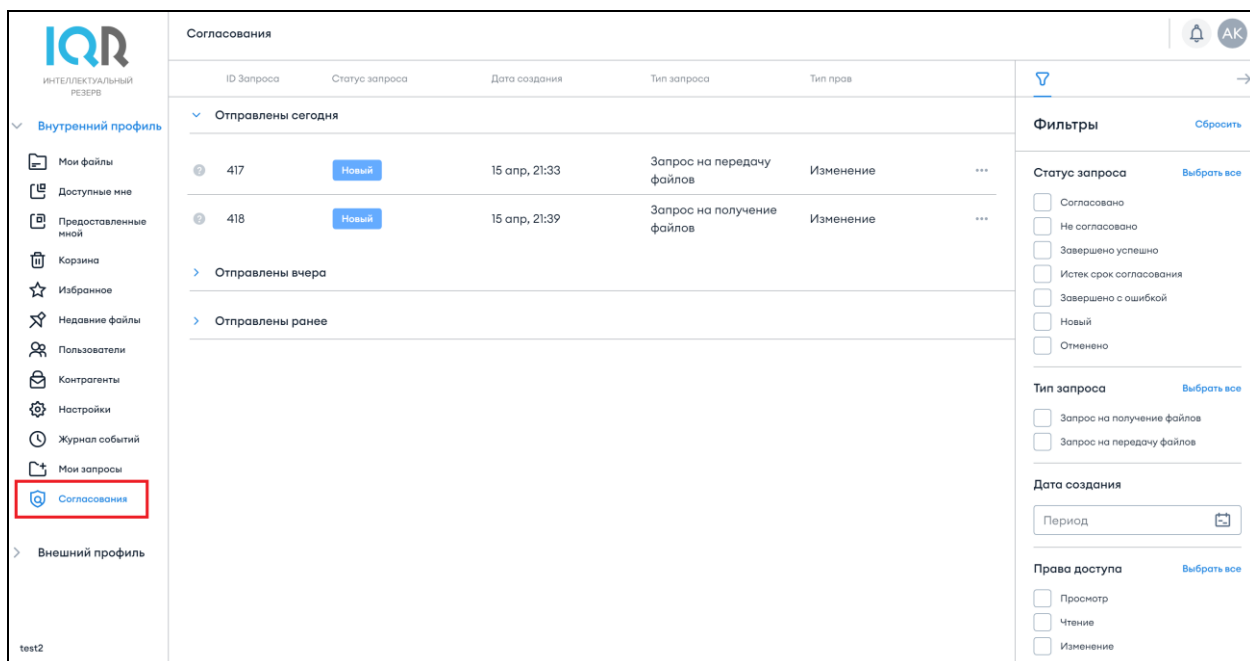 IQR
ИНТЕЛЛЕКТУАЛЬНЫЙ
РЕЗЕРВ
Внутренний профиль
Мои файлы
Доступные мне
Предоставленные
мной
Корзина
Избранное
Недавние файлы
Пользователи
Контрагенты
Настройки
Журнал событий
Мои запросы
Согласования
Внешний профиль
test2
Согласования
AK
ID Запроса Статус запроса Дата создания Тип запроса Тип прав
Отправлены сегодня
417 Новый 15 апр, 21:33 Запрос на передачу
файлов Изменение
418 Новый 15 апр, 21:39 Запрос на получение
файлов Изменение
Отправлены вчера
Отправлены ранее
Фильтры Сбросить
Статус запроса Выбрать все
Согласовано
Не согласовано
Завершено успешно
Истек срок согласования
Завершено с ошибкой
Новый
Отменено
Тип запроса Выбрать все
Запрос на получение файлов
Запрос на передачу файлов
Дата создания
Период
Права доступа Выбрать все
Просмотр
Чтение
Изменение